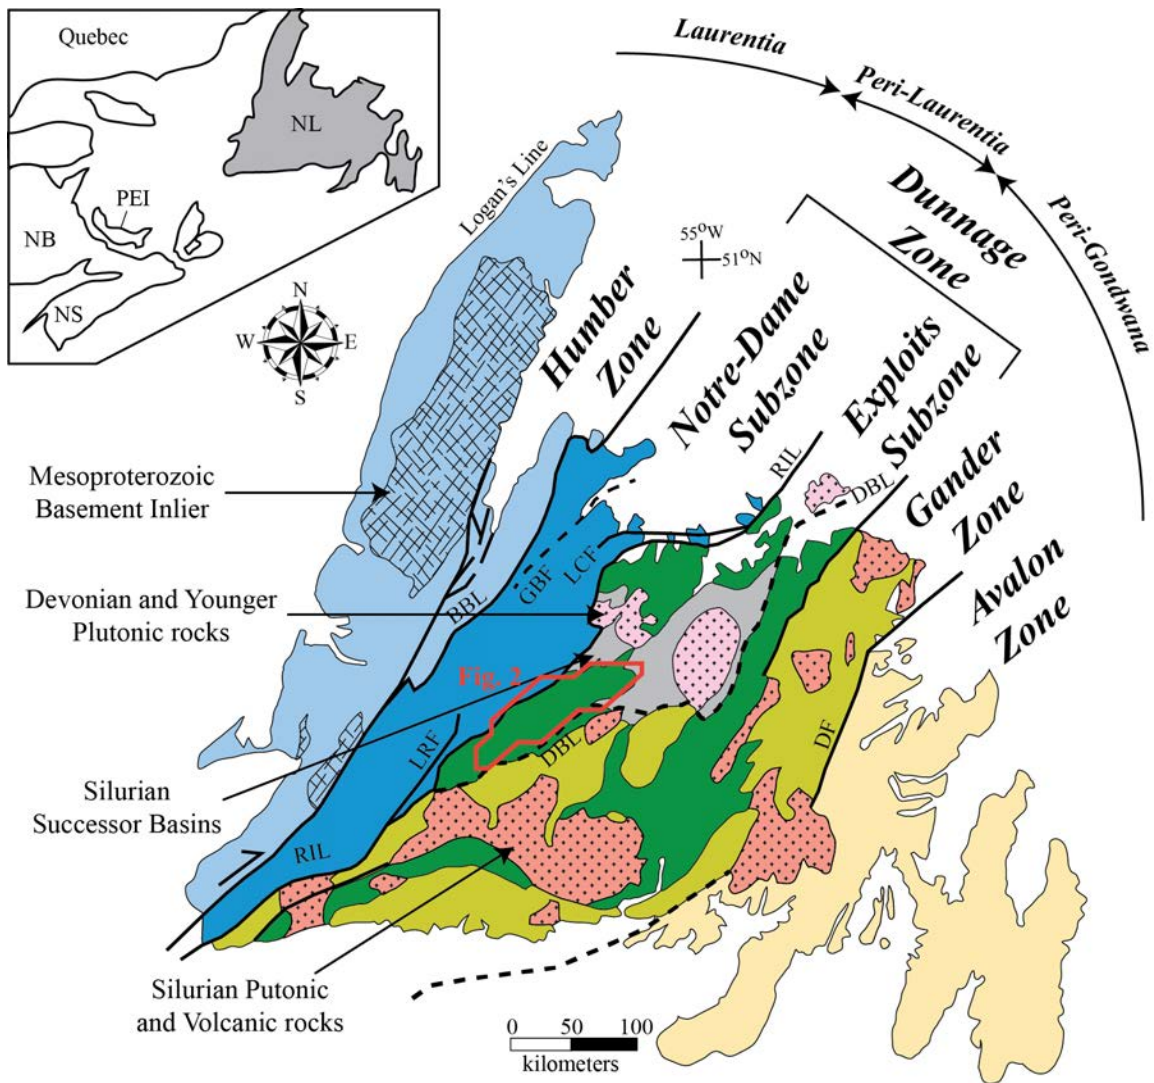 Quebec
NL
PEI
NB
NS
N
W
E
S
Laurentia
Peri-Laurentia
Peri-Gondwana
Logan's Line
55oW
51oN
Humber
Zone
Notre-Dame
Subzone
Dunnage
Zone
Exploits
Subzone
Gander
Zone
Avalon
Zone
RIL
DBL
Mesoproterozoic
Basement Inlier
GBF
LCF
BBL
Devonian and Younger
Plutonic rocks
Fig. 2
LRF
DBL
DF
Silurian
Successor Basins
RIL
Silurian Putonic
and Volcanic rocks
0 50 100
kilometers